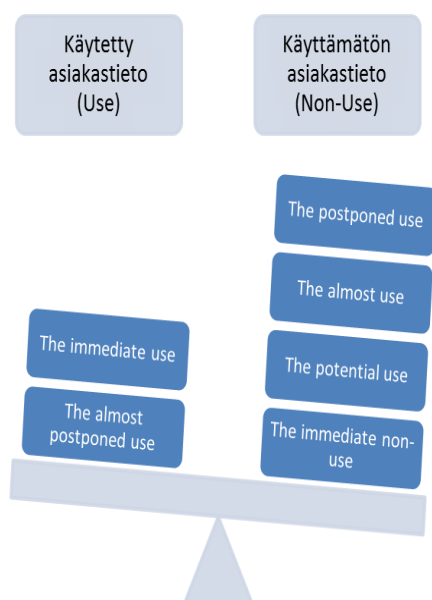 Käytetty
asiakastieto
(Use)
Käyttämätön
asiakastieto
(Non-Use)
The postponed use
The almost use
The potential use
The immediate non-
use
The immediate use
The almost
postponed use